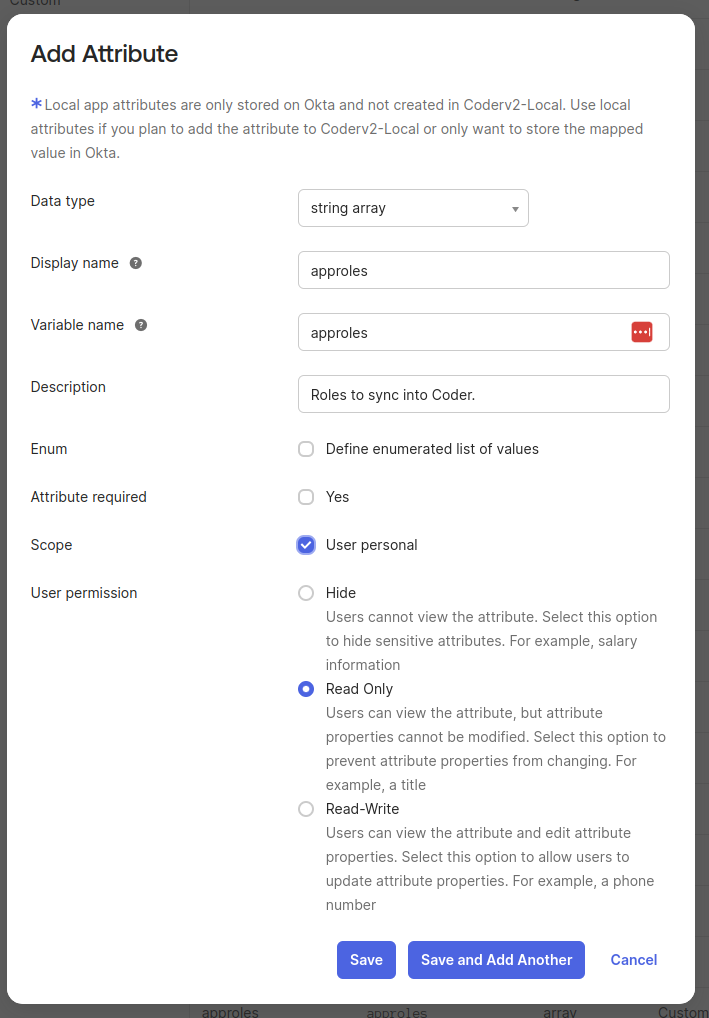 Custom
Add Attribute
*Local app attributes are only stored on Okta and not created in Coderv2-Local. Use local
attributes if you plan to add the attribute to Coderv2-Local or only want to store the mapped
value in Okta.
Data type
string array
Display name ?
approles
Variable name ?
approles
Description
Roles to sync into Coder.
Enum
Define enumerated list of values
Attribute required
Yes
Scope
User personal
User permission
Hide
Users cannot view the attribute. Select this option
to hide sensitive attributes. For example, salary
information
Read Only
Users can view the attribute, but attribute
properties cannot be modified. Select this option to
prevent attribute properties from changing. For
example, a title
Read-Write
Users can view the attribute and edit attribute
properties. Select this option to allow users to
update attribute properties. For example, a phone
number
Save
Save and Add Another
Cancel
approles approles array Custom